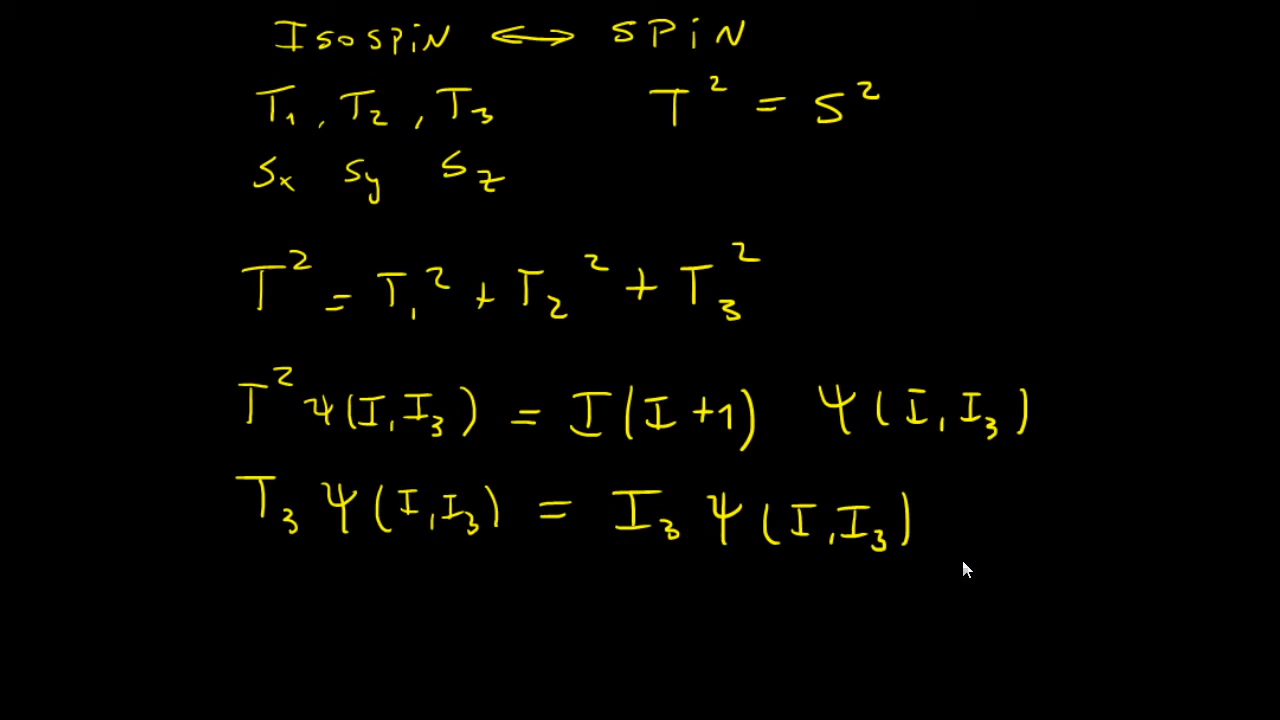 Isospin ⟷ spin
T₁, T₂, T₃ T² = S²
Sx Sy Sz
T² = T₁² + T₂² + T₃²
T² ψ(I, I₃) = I(I+1) ψ(I, I₃)
T₃ ψ(I, I₃) = I₃ ψ(I, I₃)